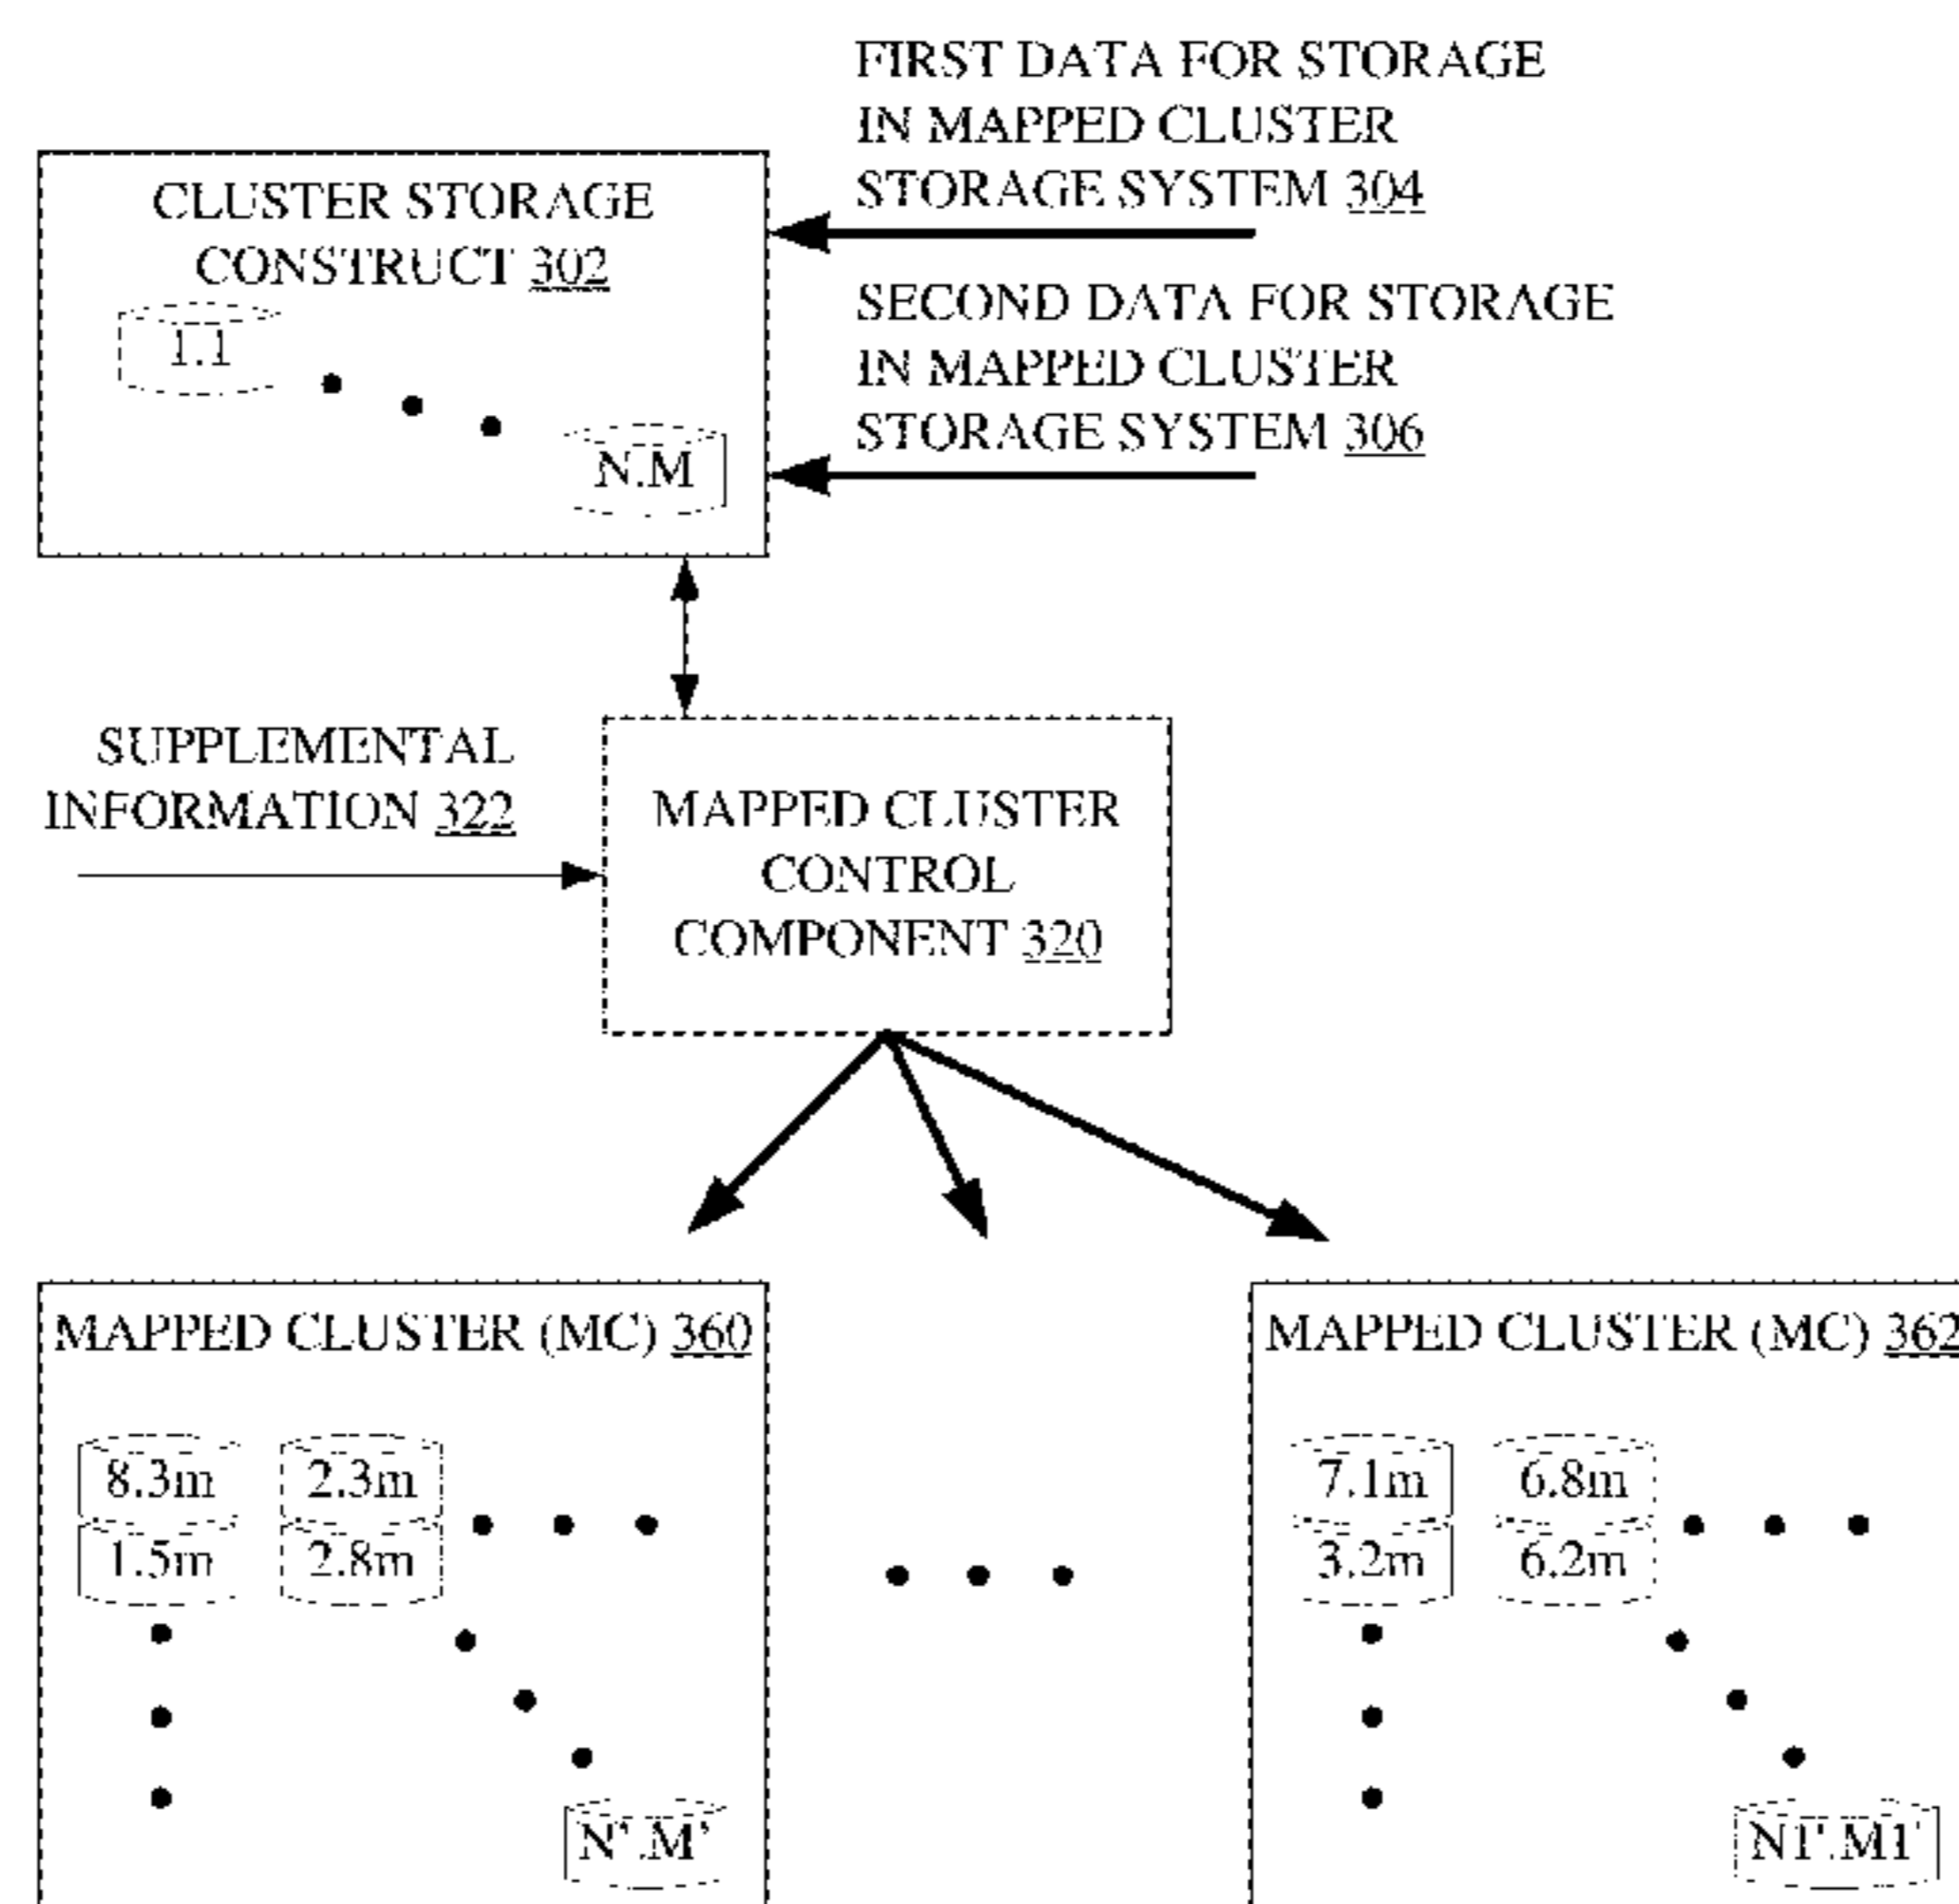 FIRST DATA FOR STORAGE
IN MAPPED CLUSTER
STORAGE SYSTEM 304
CLUSTER STORAGE
CONSTRUCT 302
1.1
N.M
SECOND DATA FOR STORAGE
IN MAPPED CLUSTER
STORAGE SYSTEM 306
SUPPLEMENTAL
INFORMATION 322
MAPPED CLUSTER
CONTROL
COMPONENT 320
MAPPED CLUSTER (MC) 360
8.3m 2.3m
1.5m 2.8m
N'.M'
MAPPED CLUSTER (MC) 362
7.1m 6.8m
3.2m 6.2m
N1'.M1'